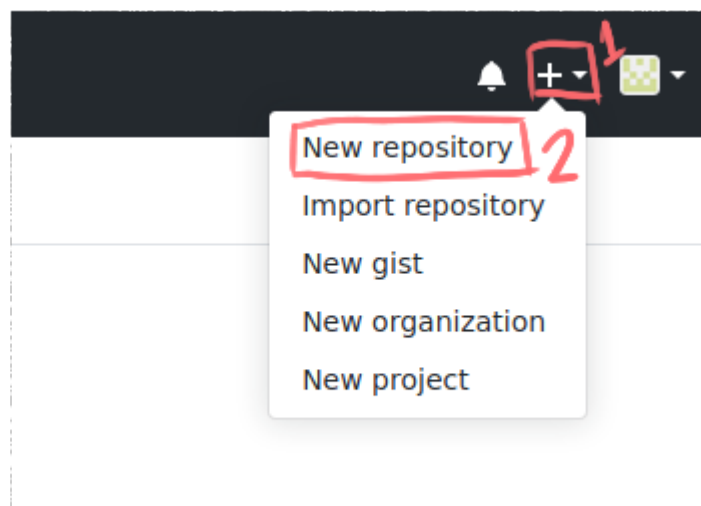 1
New repository 2
Import repository
New gist
New organization
New project